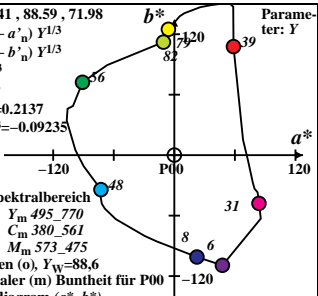 41 , 88.59 , 71.98
b*
Parame-
ter: Y
– a’n) Y1/3
– b’n) Y1/3
120
79
82
39
56
=0.2137
=−0.09235
a*
−120
P00
120
48
pektralbereich
Ym 495_770
Cm 380_561
Mm 573_475
31
8
6
en (o), YW=88,6
aler (m) Buntheit für P00
−120